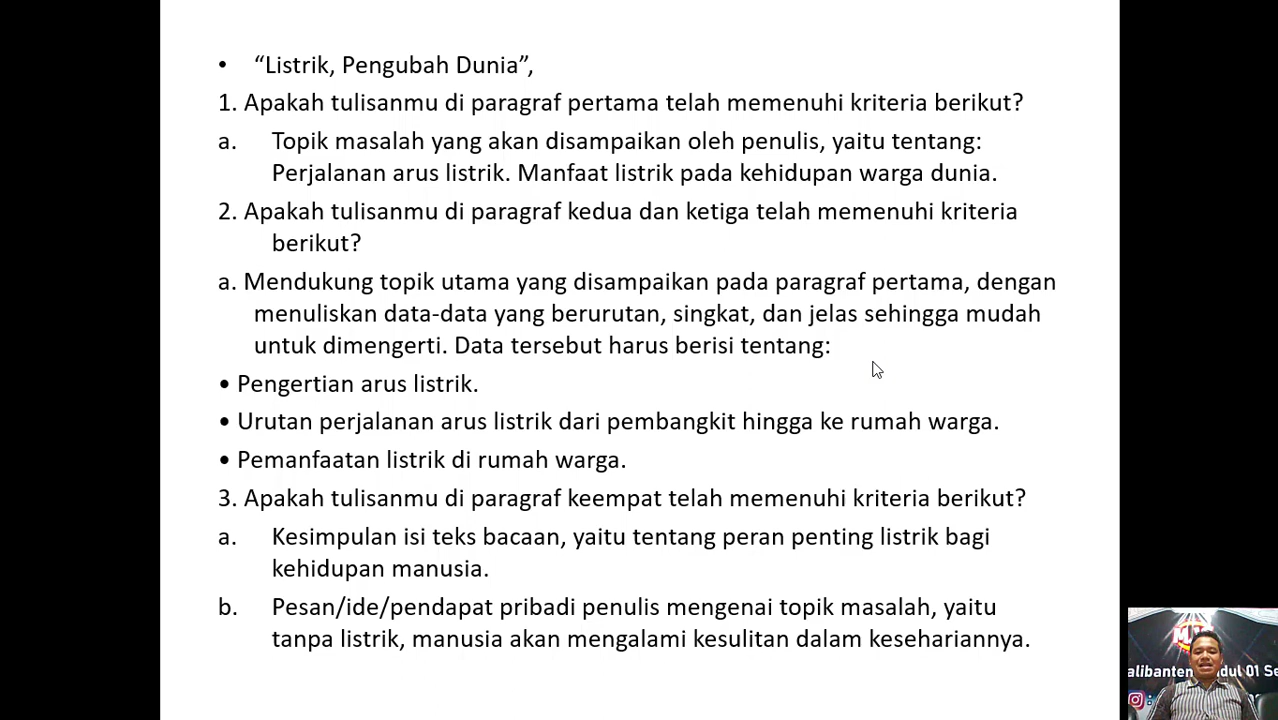 • “Listrik, Pengubah Dunia”,
1. Apakah tulisanmu di paragraf pertama telah memenuhi kriteria berikut?
a. Topik masalah yang akan disampaikan oleh penulis, yaitu tentang:
Perjalanan arus listrik. Manfaat listrik pada kehidupan warga dunia.
2. Apakah tulisanmu di paragraf kedua dan ketiga telah memenuhi kriteria
berikut?
a. Mendukung topik utama yang disampaikan pada paragraf pertama, dengan
menuliskan data-data yang berurutan, singkat, dan jelas sehingga mudah
untuk dimengerti. Data tersebut harus berisi tentang:
• Pengertian arus listrik.
• Urutan perjalanan arus listrik dari pembangkit hingga ke rumah warga.
• Pemanfaatan listrik di rumah warga.
3. Apakah tulisanmu di paragraf keempat telah memenuhi kriteria berikut?
a. Kesimpulan isi teks bacaan, yaitu tentang peran penting listrik bagi
kehidupan manusia.
b. Pesan/ide/pendapat pribadi penulis mengenai topik masalah, yaitu
tanpa listrik, manusia akan mengalami kesulitan dalam kesehariannya.
01